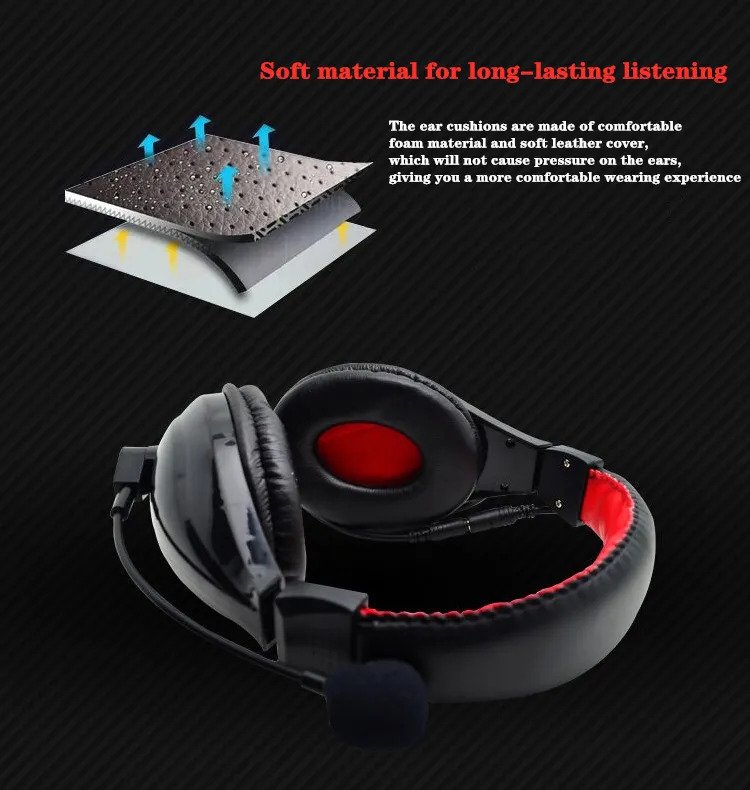 Soft material for long-lasting listening
The ear cushions are made of comfortable
foam material and soft leather cover,
which will not cause pressure on the ears,
giving you a more comfortable wearing experience